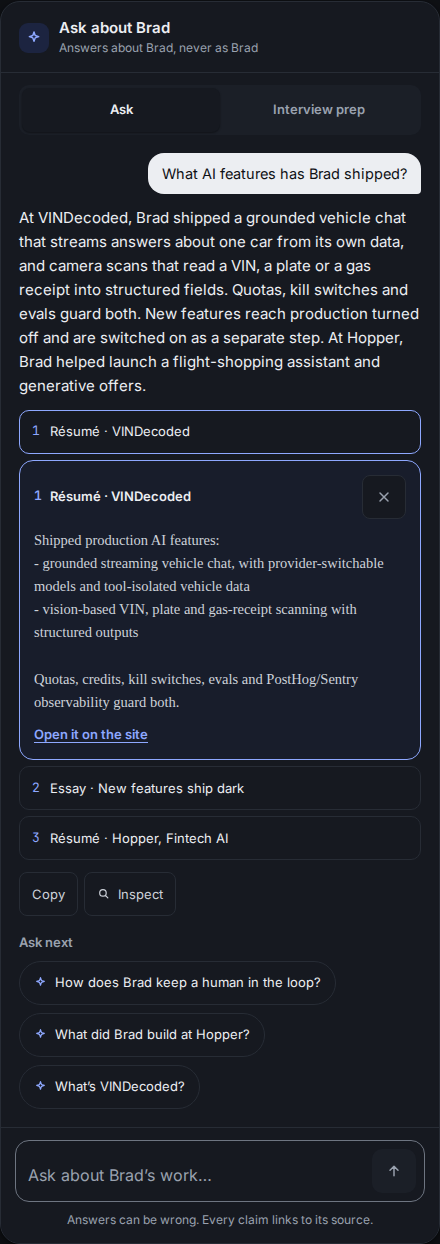 Ask about Brad
Answers about Brad, never as Brad
Ask
Interview prep
What AI features has Brad shipped?
At VINDecoded, Brad shipped a grounded vehicle chat
that streams answers about one car from its own data,
and camera scans that read a VIN, a plate or a gas
receipt into structured fields. Quotas, kill switches and
evals guard both. New features reach production turned
off and are switched on as a separate step. At Hopper,
Brad helped launch a flight-shopping assistant and
generative offers.
1 Résumé · VINDecoded
1 Résumé · VINDecoded
Shipped production AI features:
- grounded streaming vehicle chat, with provider-switchable
models and tool-isolated vehicle data
- vision-based VIN, plate and gas-receipt scanning with
structured outputs
Quotas, credits, kill switches, evals and PostHog/Sentry
observability guard both.
Open it on the site
2 Essay · New features ship dark
3 Résumé · Hopper, Fintech AI
Copy
Inspect
Ask next
How does Brad keep a human in the loop?
What did Brad build at Hopper?
What’s VINDecoded?
Ask about Brad’s work…
Answers can be wrong. Every claim links to its source.